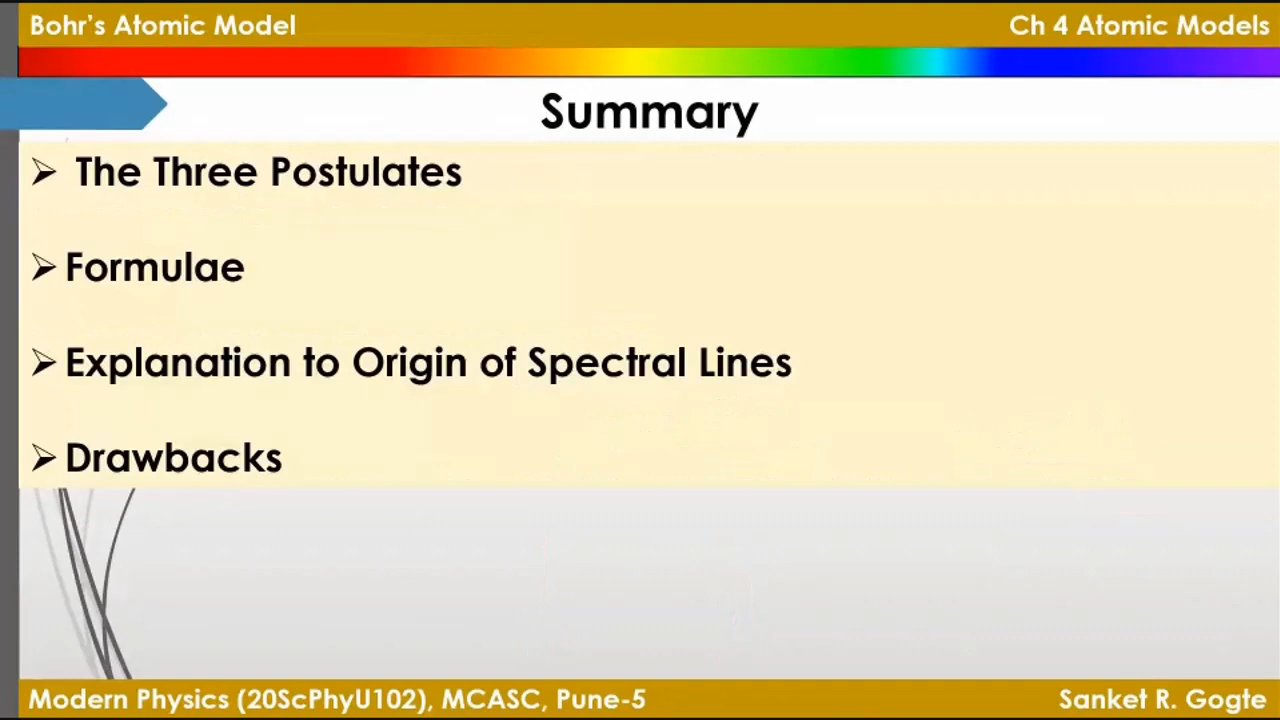 Bohr's Atomic Model
Ch 4 Atomic Models
Summary
➢ The Three Postulates
➢ Formulae
➢ Explanation to Origin of Spectral Lines
➢ Drawbacks
Modern Physics (20ScPhyU102), MCASC, Pune-5
Sanket R. Gogte